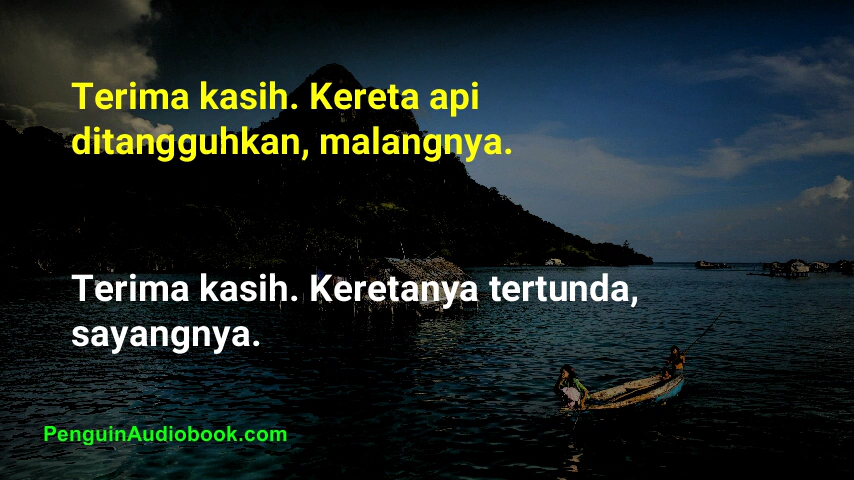 Terima kasih. Kereta api
ditangguhkan, malangnya.
Terima kasih. Keretanya tertunda,
sayangnya.
PenguinAudiobook.com